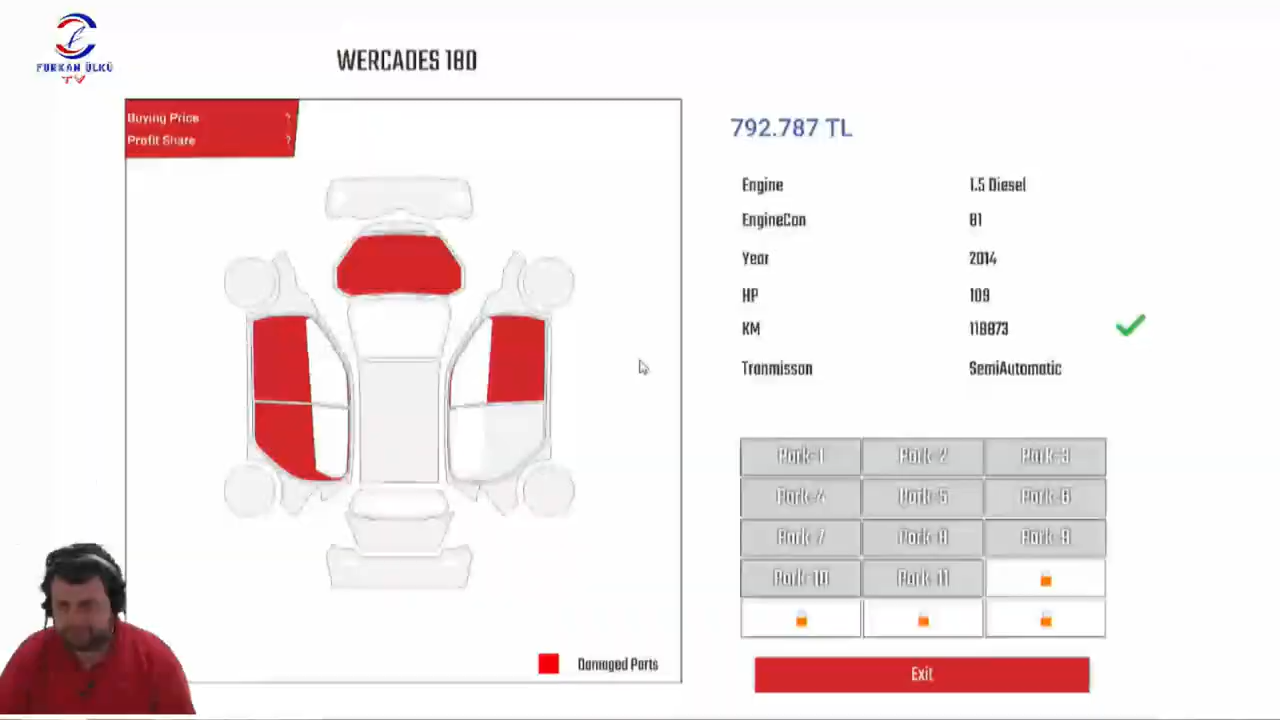 FURKAN ÜLKÜ
TV
WERCADES 180
Buying Price ?
Profit Share ?
792.787 TL
Engine 1.5 Diesel
EngineCon 81
Year 2014
HP 109
KM 118873
Tranmisson SemiAutomatic
Park-1 Park-2 Park-3
Park-4 Park-5 Park-6
Park-7 Park-8 Park-9
Park-10 Park-11
Damaged Parts
Exit